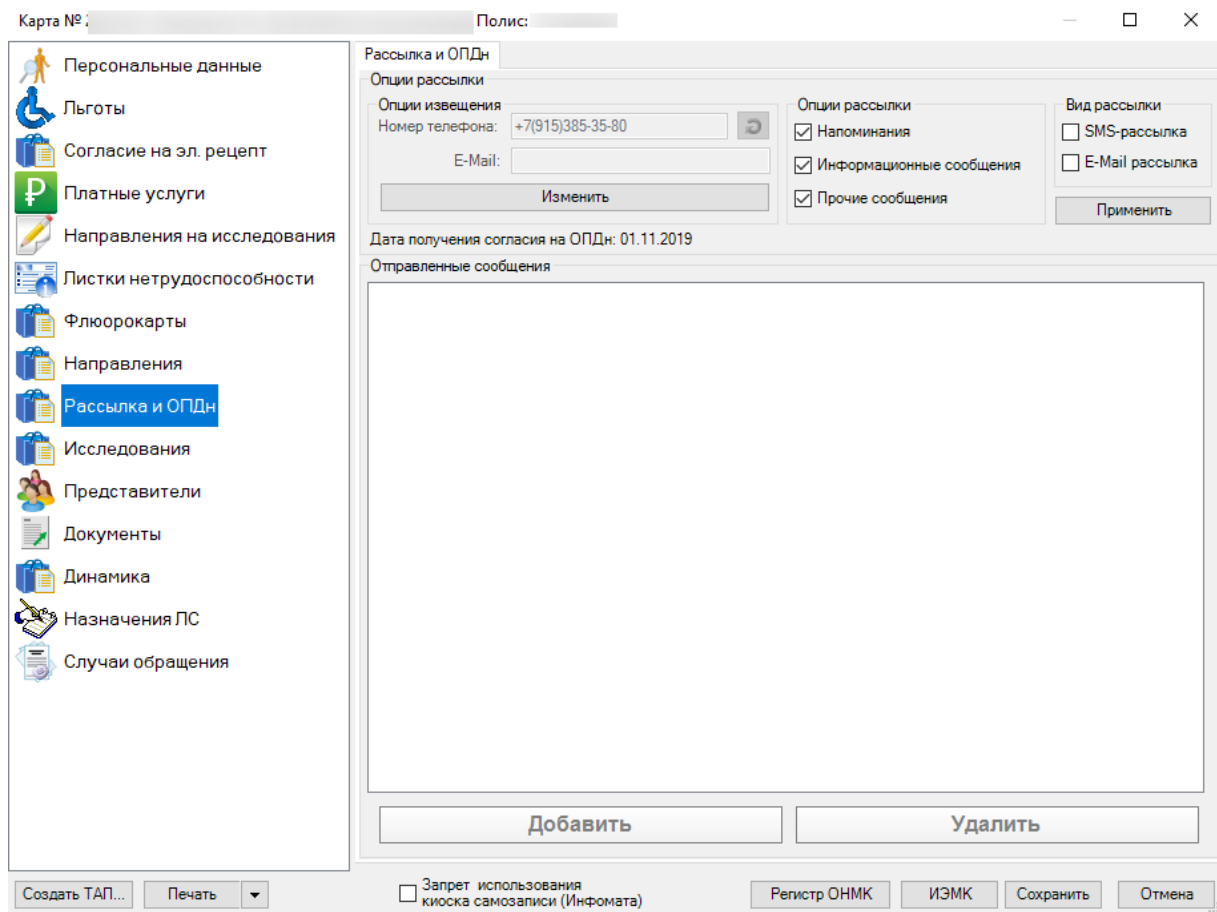 Карта № Полис:
Персональные данные
Льготы
Согласие на эл. рецепт
Платные услуги
Направления на исследования
Листки нетрудоспособности
Флюорокарты
Направления
Рассылка и ОПДн
Исследования
Представители
Документы
Динамика
Назначения ЛС
Случаи обращения
Рассылка и ОПДн
Опции рассылки
Опции извещения
Номер телефона: +7(915)385-35-80
E-Mail:
Изменить
Опции рассылки
Напоминания
Информационные сообщения
Прочие сообщения
Вид рассылки
SMS-рассылка
E-Mail рассылка
Применить
Дата получения согласия на ОПДн: 01.11.2019
Отправленные сообщения
Добавить Удалить
Создать ТАП... Печать
Запрет использования
киоска самозаписи (Инфомата)
Регистр ОНМК ИЭМК Сохранить Отмена